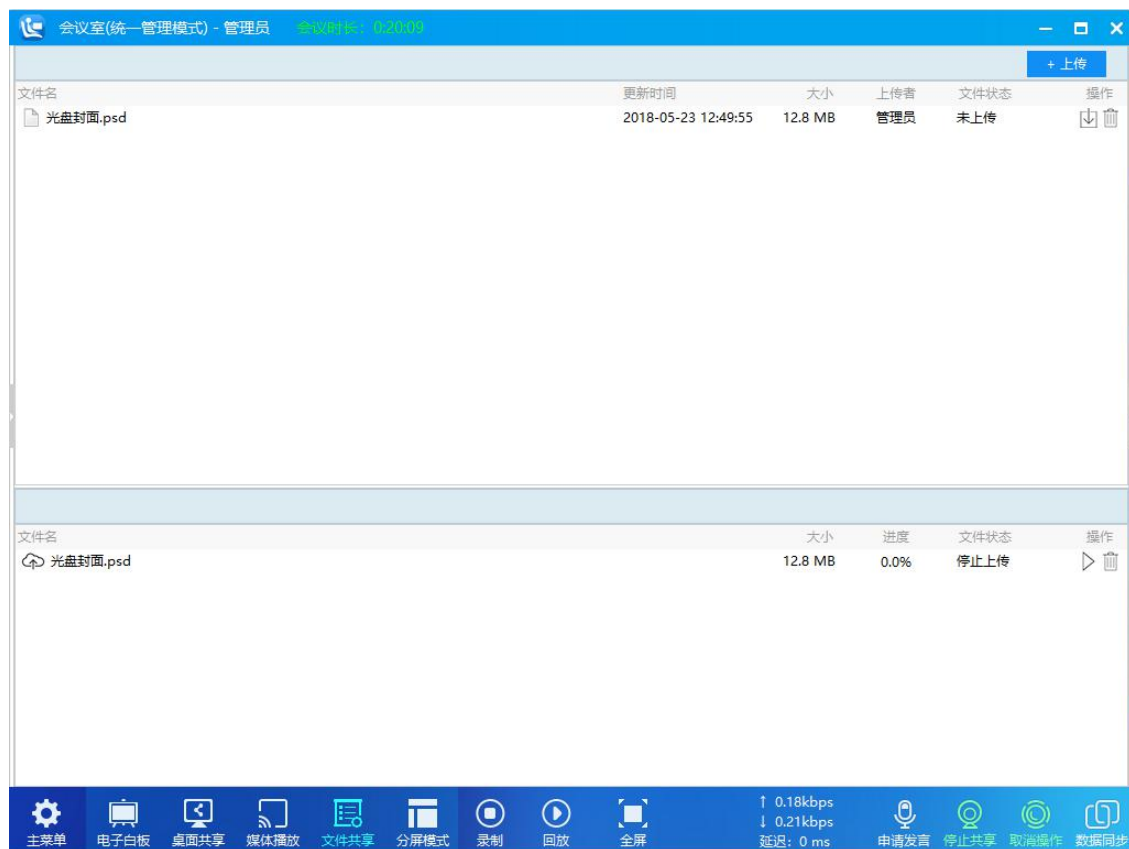 会议室(统一管理模式) - 管理员 会议时长：0:20:09
+ 上传
文件名 更新时间 大小 上传者 文件状态 操作
光盘封面.psd 2018-05-23 12:49:55 12.8 MB 管理员 未上传
文件名 大小 进度 文件状态 操作
光盘封面.psd 12.8 MB 0.0% 停止上传
↑ 0.18kbps
↓ 0.21kbps
主菜单 电子白板 桌面共享 媒体播放 文件共享 分屏模式 录制 回放 全屏 延迟：0 ms 申请发言 停止共享 取消操作 数据同步